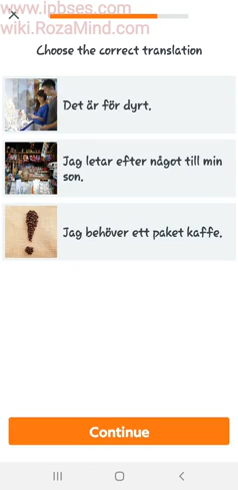 www.ipbses.com
wiki.RozaMind.com
Choose the correct translation
Det är för dyrt.
Jag letar efter något till min
son.
Jag behöver ett paket kaffe.
Continue